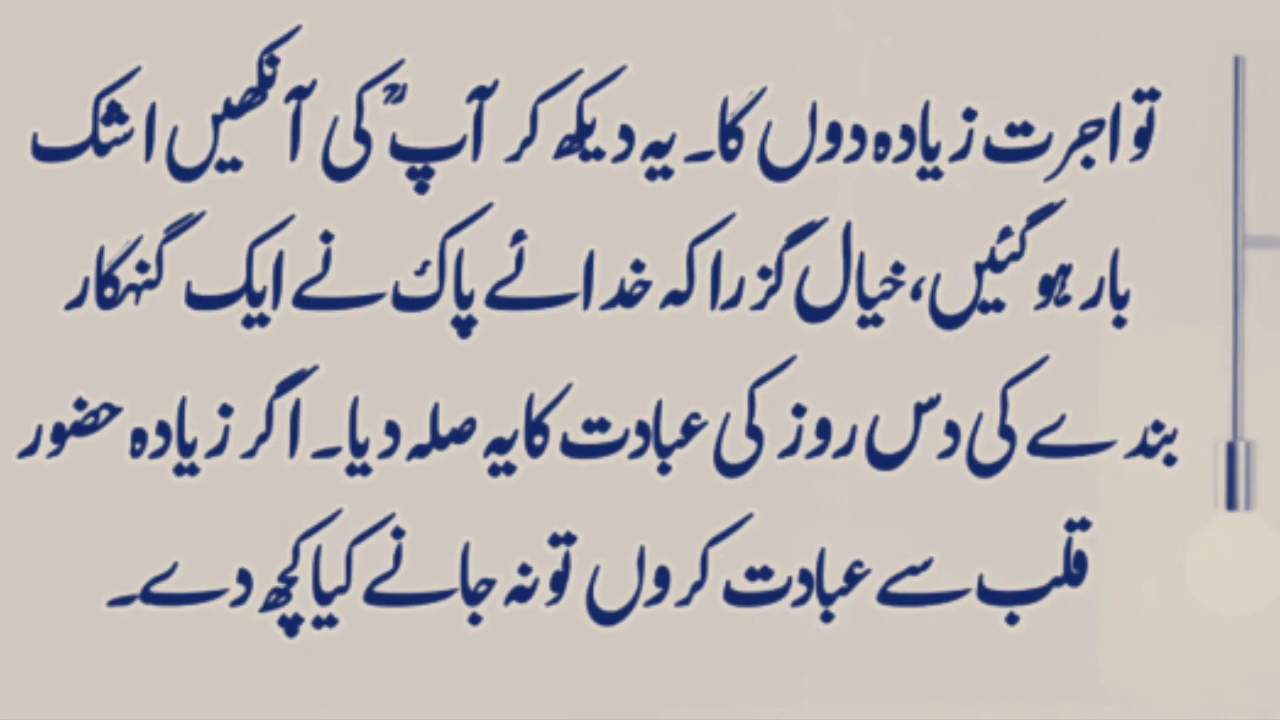 تو اجرت زیادہ دوں گا۔ یہ دیکھ کر آپؒ کی آنکھیں اشک
بار ہو گئیں، خیال گزرا کہ خدائے پاک نے ایک گنہگار
بندے کی دس روز کی عبادت کا یہ صلہ دیا۔ اگر زیادہ حضور
قلب سے عبادت کروں تو نہ جانے کیا کچھ دے۔